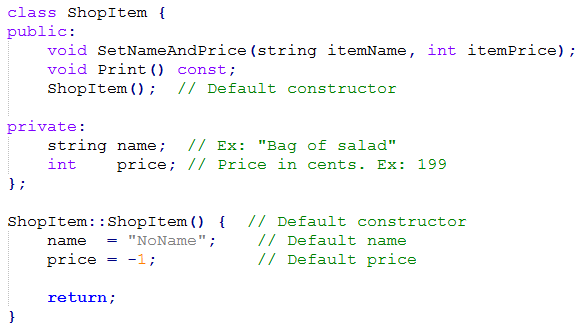 class ShopItem {
public:
    void SetNameAndPrice(string itemName, int itemPrice);
    void Print() const;
    ShopItem();  // Default constructor

private:
    string name;  // Ex: "Bag of salad"
    int    price; // Price in cents. Ex: 199
};

ShopItem::ShopItem() {  // Default constructor
    name  = "NoName";    // Default name
    price = -1;          // Default price

    return;
}